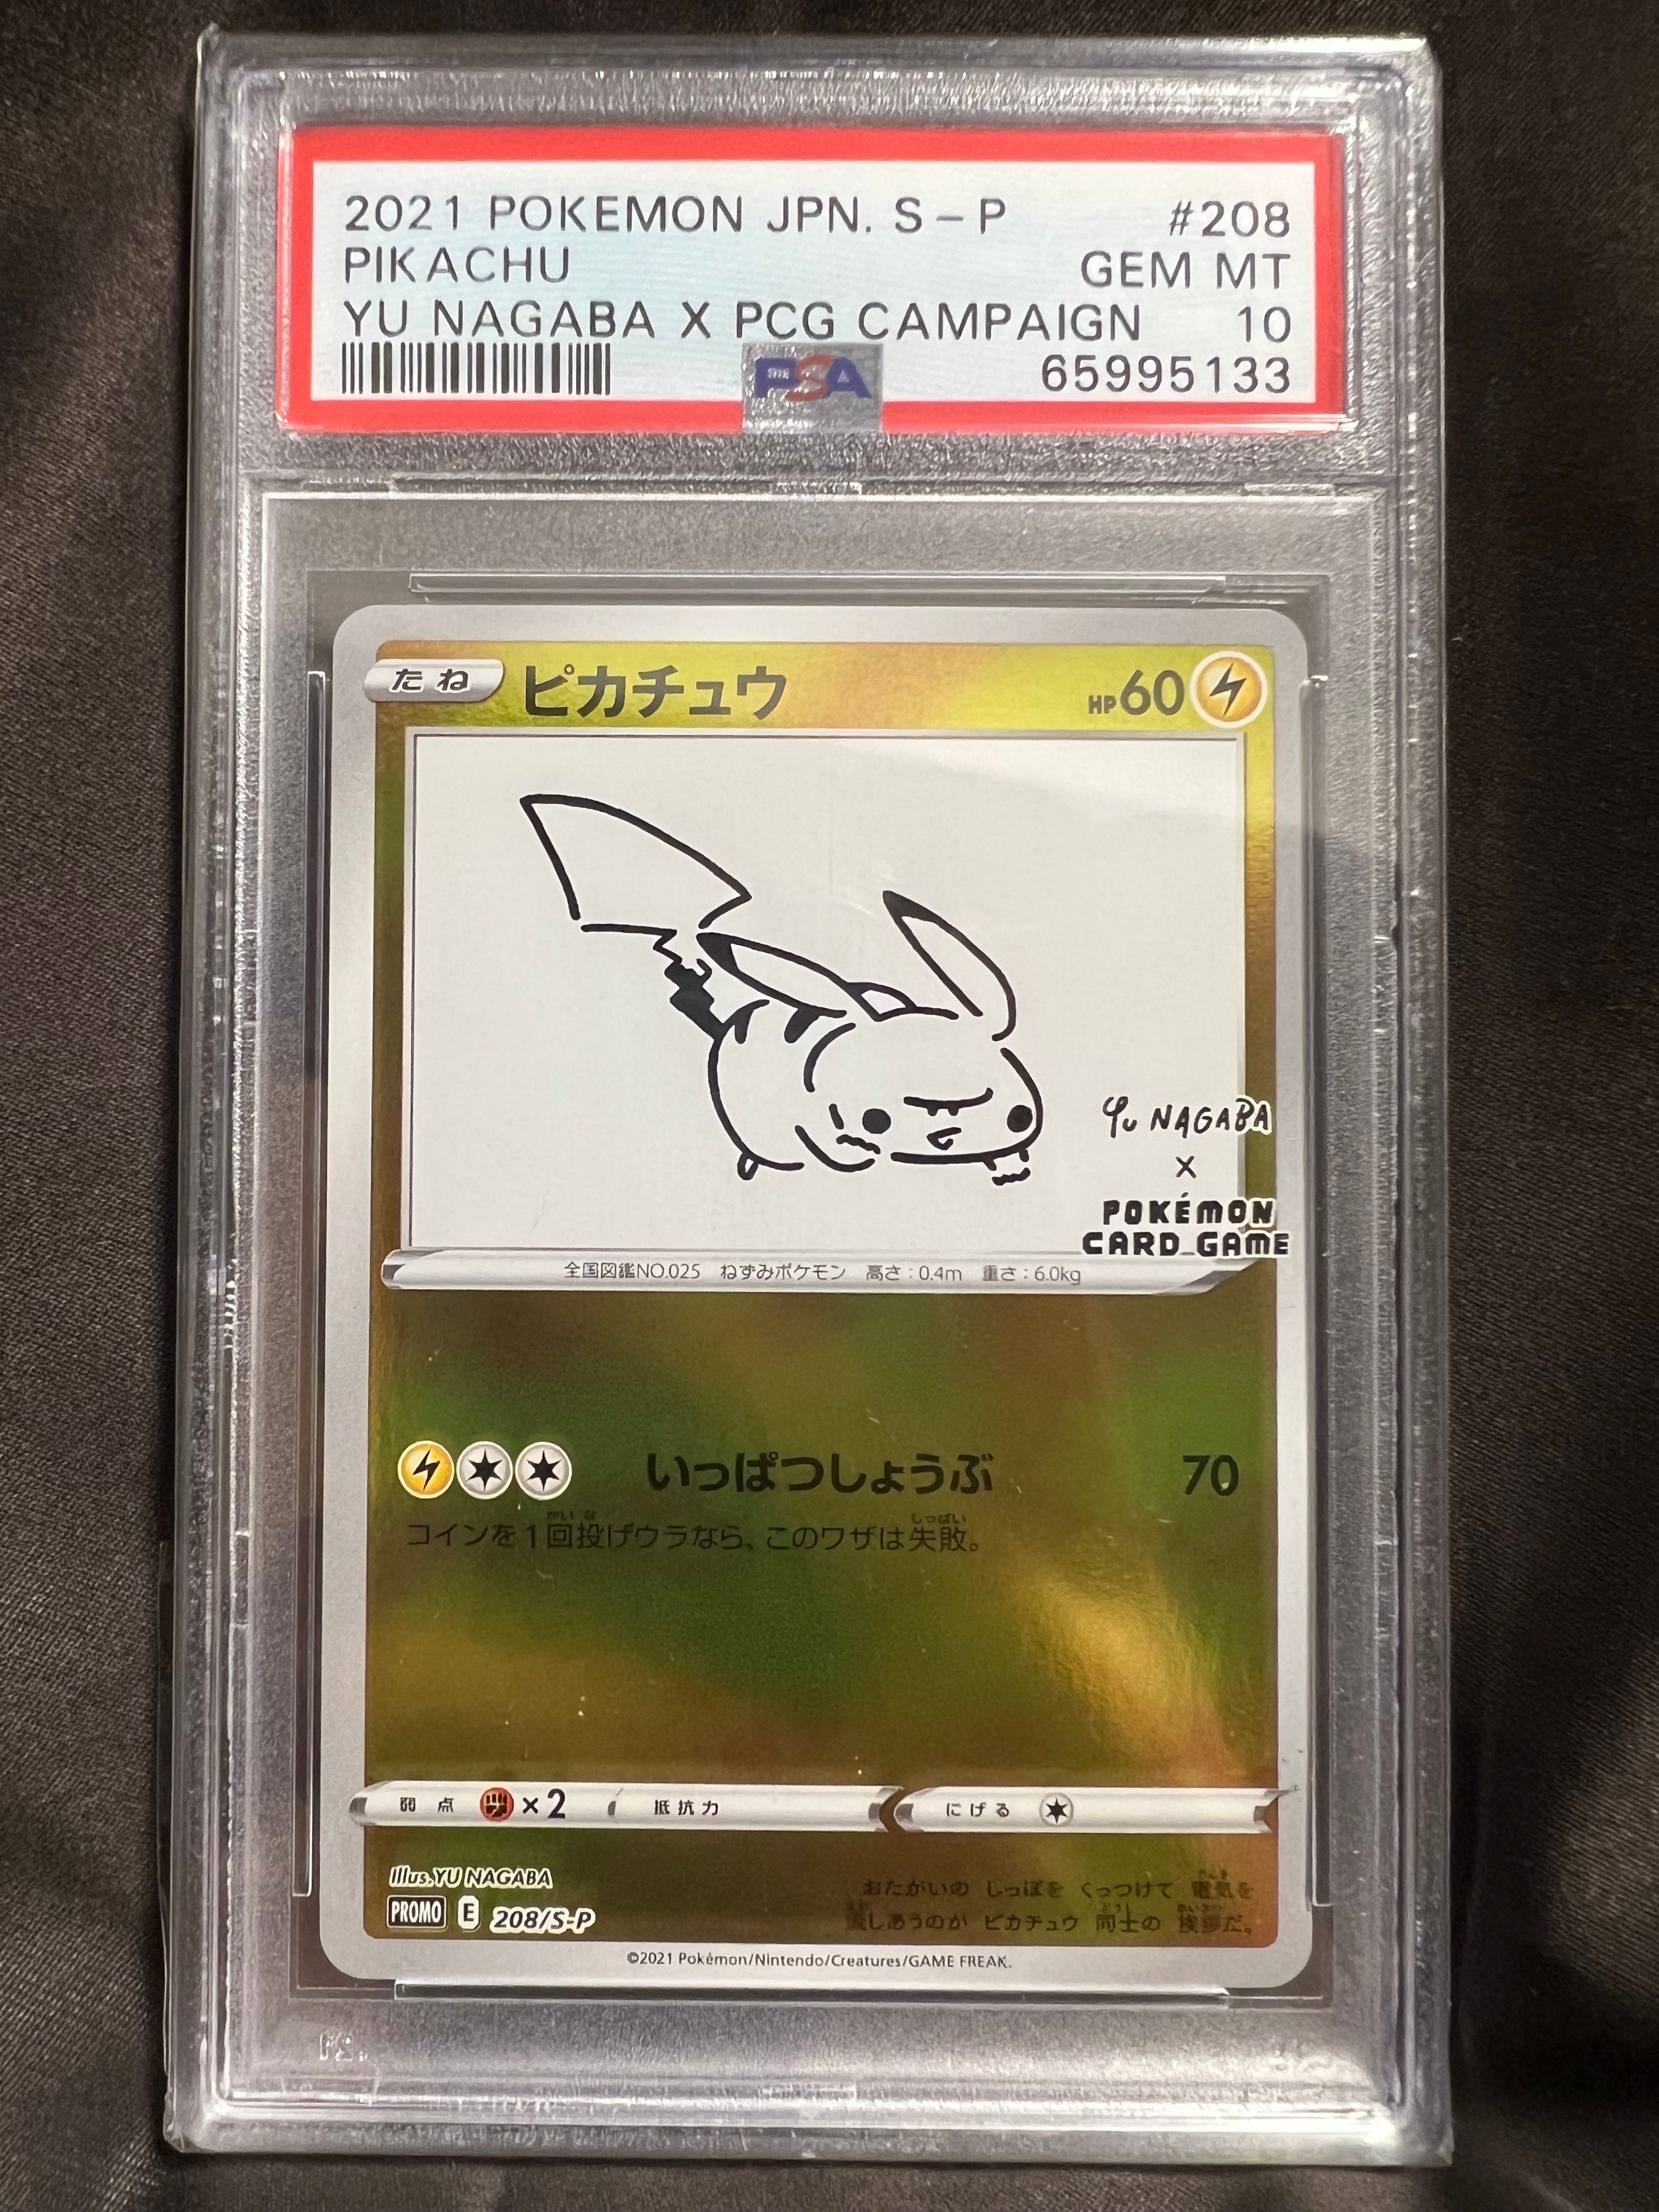 2021 POKEMON JPN. S-P #208
PIKACHU GEM MT
YU NAGABA X PCG CAMPAIGN 10
PSA 65995133
たね ピカチュウ HP60
YU NAGABA
X
POKÉMON
CARD GAME
全国図鑑NO.025 ねずみポケモン 高さ:0.4m 重さ:6.0kg
いっぱつしょうぶ 70
コインを1回投げウラなら、このワザは失敗。
弱点 ×2 抵抗力 にげる
Illus.YU NAGABA
PROMO E 208/S-P
おたがいの しっぽを くっつけて 電気を
流しあうのが ピカチュウ 同士の 挨拶だ。
©2021 Pokémon/Nintendo/Creatures/GAME FREAK.